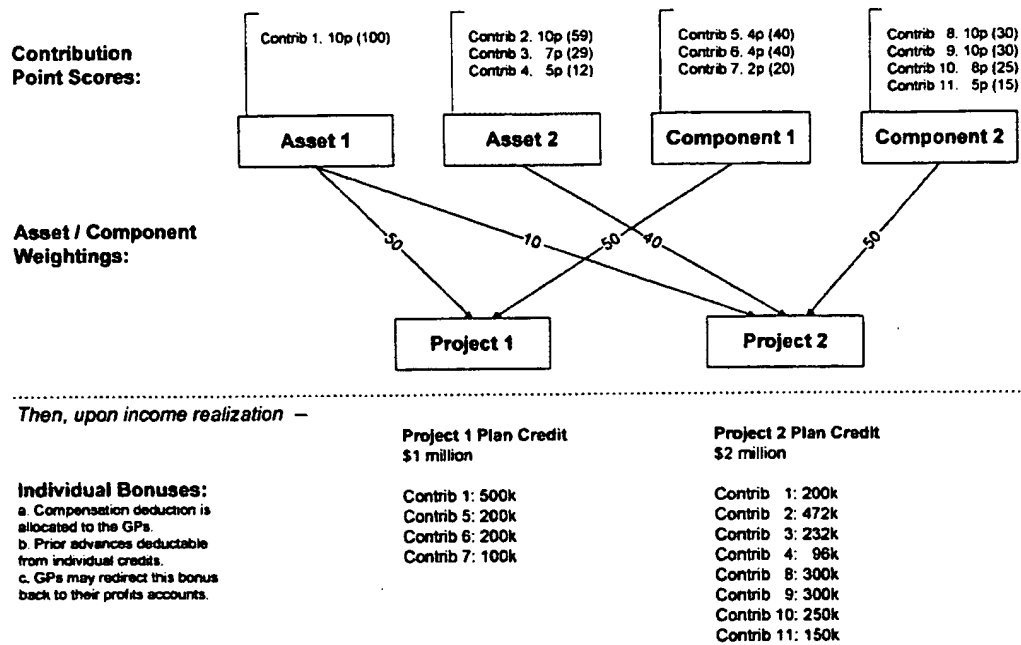 Contribution
Point Scores:
Contrib 1. 10p (100)
Contrib 2. 10p (59)
Contrib 3. 7p (29)
Contrib 4. 5p (12)
Contrib 5. 4p (40)
Contrib 6. 4p (40)
Contrib 7. 2p (20)
Contrib 8. 10p (30)
Contrib 9. 10p (30)
Contrib 10. 8p (25)
Contrib 11. 5p (15)
Asset 1
Asset 2
Component 1
Component 2
Asset / Component
Weightings:
50
10
50
40
50
Project 1
Project 2
Then, upon income realization –
Individual Bonuses:
a. Compensation deduction is
allocated to the GPs.
b. Prior advances deductable
from individual credits.
c. GPs may redirect this bonus
back to their profits accounts.
Project 1 Plan Credit
$1 million
Contrib 1: 500k
Contrib 5: 200k
Contrib 6: 200k
Contrib 7: 100k
Project 2 Plan Credit
$2 million
Contrib 1: 200k
Contrib 2: 472k
Contrib 3: 232k
Contrib 4: 96k
Contrib 8: 300k
Contrib 9: 300k
Contrib 10: 250k
Contrib 11: 150k